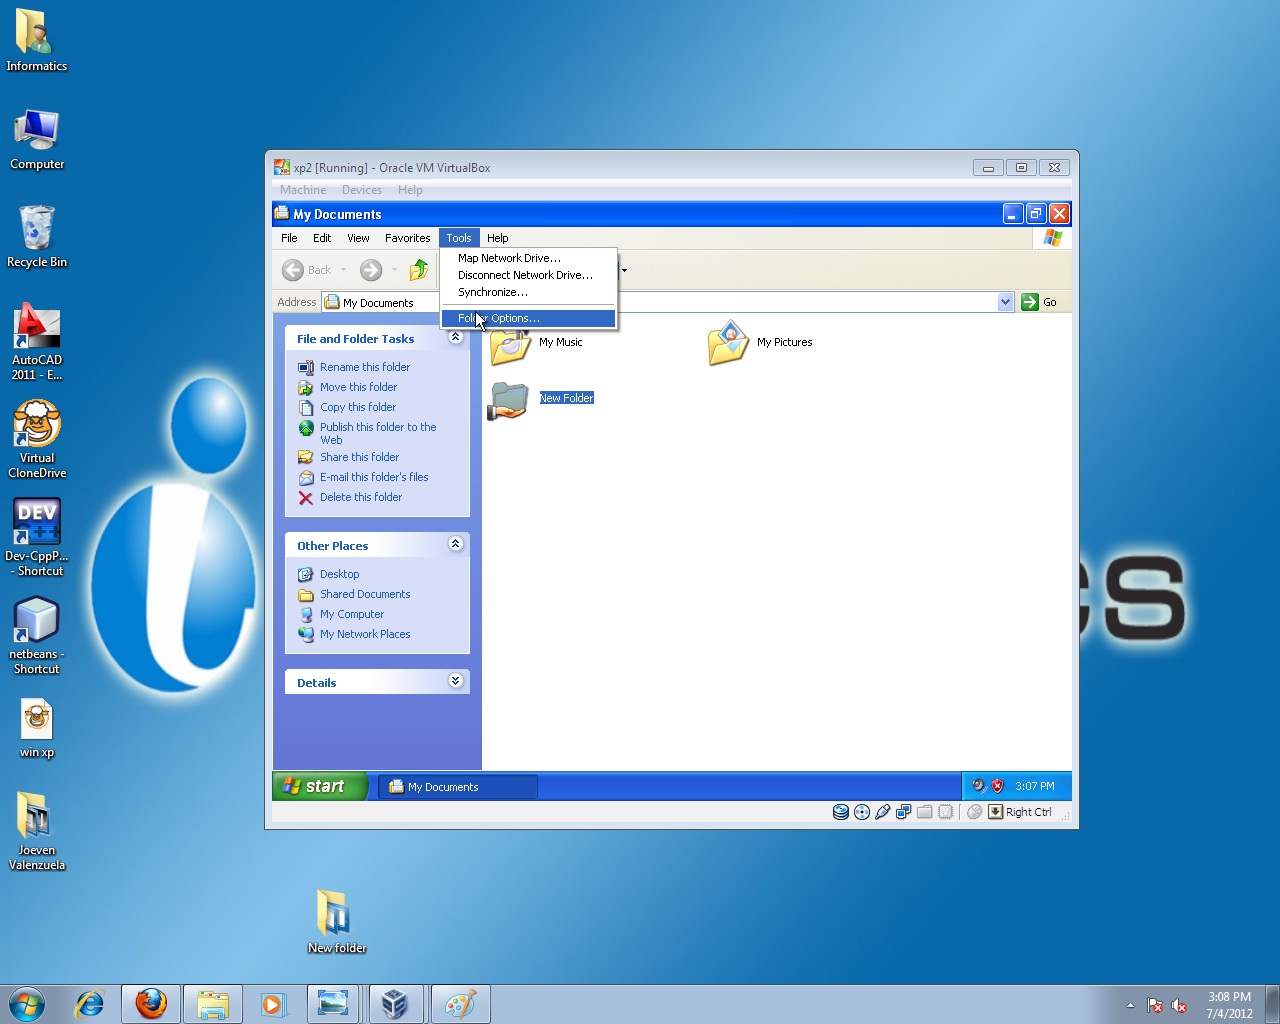 Informatics
Computer
Recycle Bin
AutoCAD
2011 - E...
Virtual
CloneDrive
DEV
C++
Dev-CppP...
- Shortcut
netbeans -
Shortcut
win xp
Joeven
Valenzuela
New folder
xp2 [Running] - Oracle VM VirtualBox
Machine Devices Help
My Documents
File Edit View Favorites Tools Help
Back
Map Network Drive...
Disconnect Network Drive...
Synchronize...
Folder Options...
Address My Documents Go
File and Folder Tasks
Rename this folder
Move this folder
Copy this folder
Publish this folder to the
Web
Share this folder
E-mail this folder's files
Delete this folder
Other Places
Desktop
Shared Documents
My Computer
My Network Places
Details
My Music
My Pictures
New Folder
start My Documents 3:07 PM
Right Ctrl
cs
3:08 PM
7/4/2012